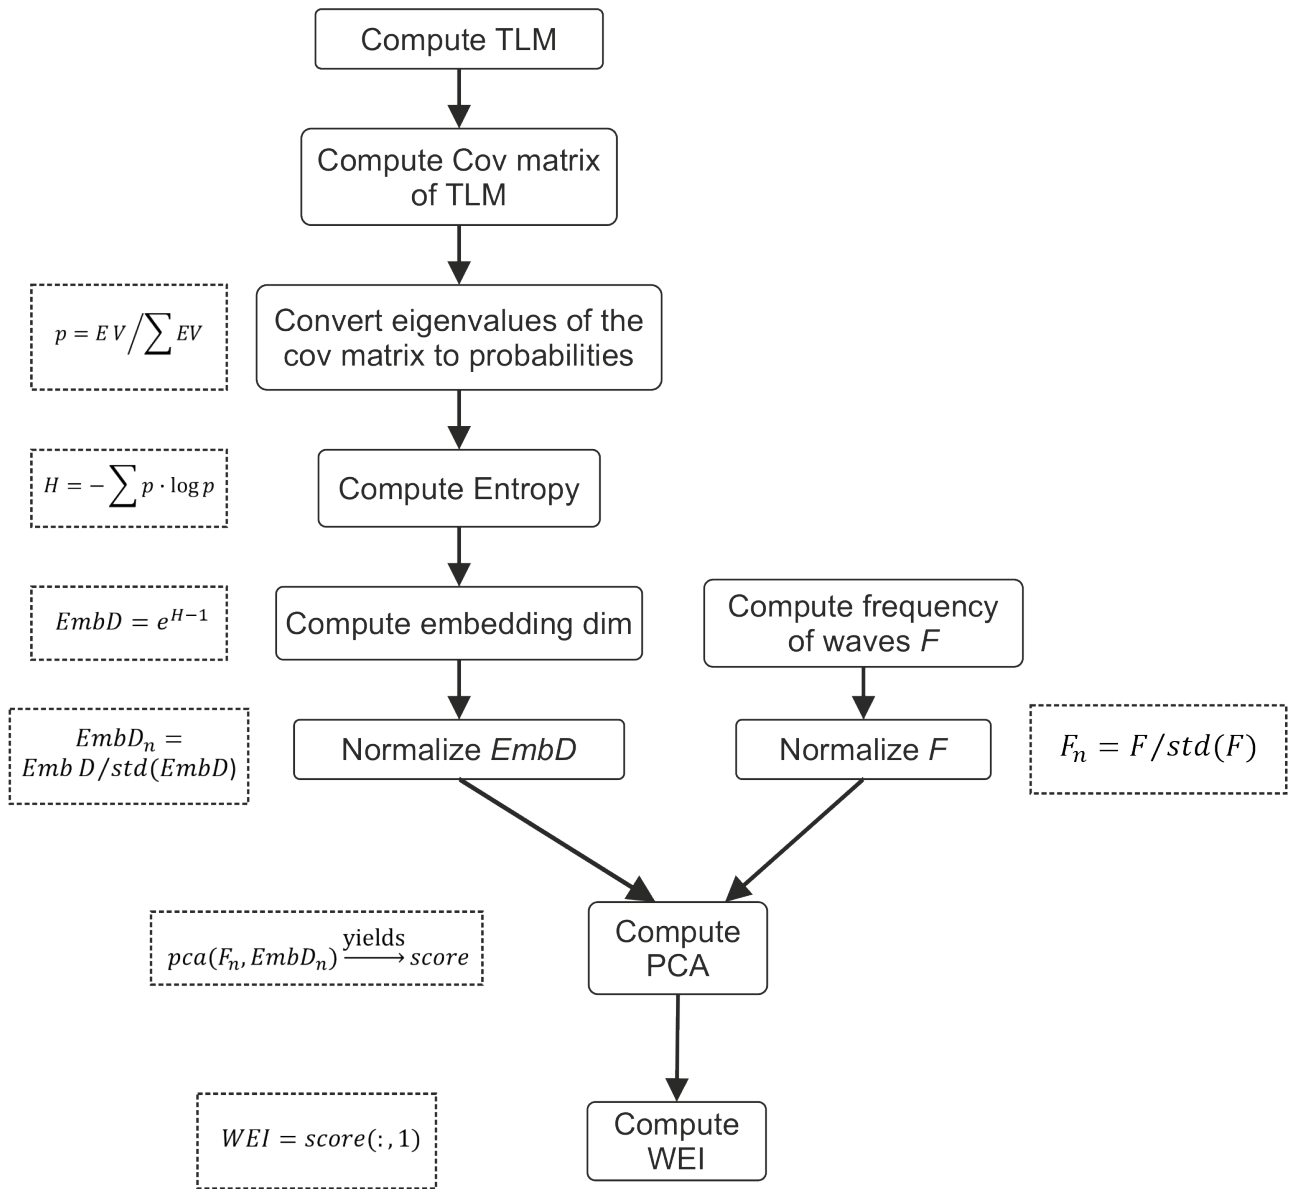 Compute TLM
Compute Cov matrix
of TLM
p = E V / ∑ EV
Convert eigenvalues of the
cov matrix to probabilities
H = − ∑ p · log p
Compute Entropy
EmbD = e^{H−1}
Compute embedding dim
Compute frequency
of waves F
EmbD_n =
Emb D/std(EmbD)
Normalize EmbD
Normalize F
F_n = F/std(F)
pca(F_n, EmbD_n) yields⟶ score
Compute
PCA
WEI = score(: , 1)
Compute
WEI